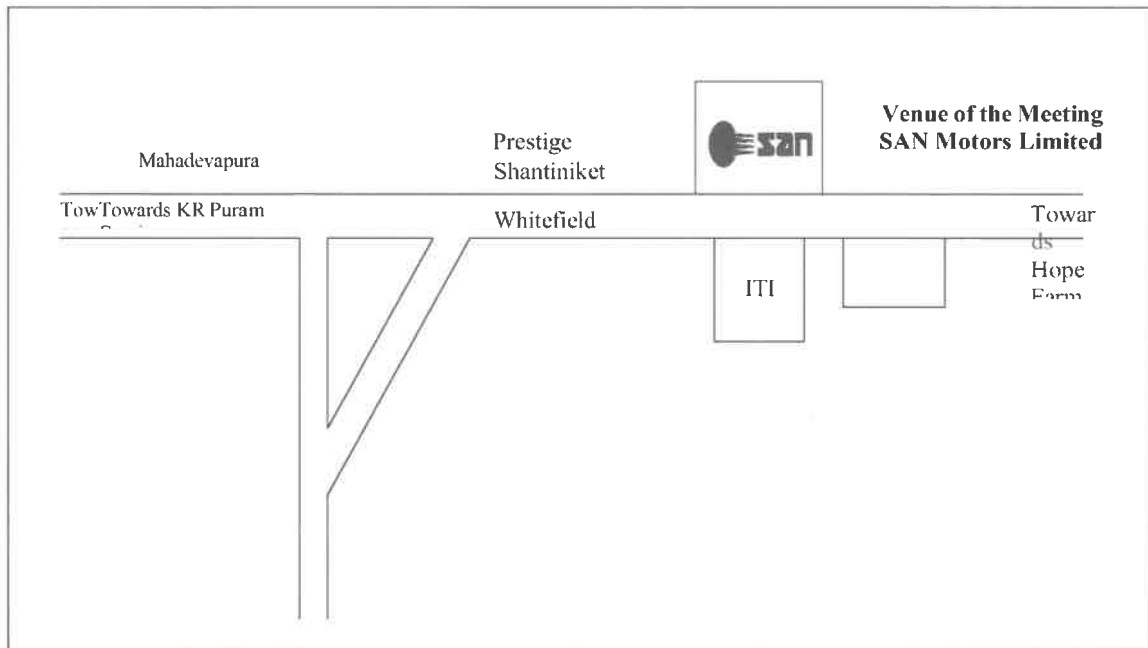 Venue of the Meeting
SAN Motors Limited
san
Prestige
Shantiniket
Mahadevapura
TowTowards KR Puram
Whitefield
Towar
ds
Hope
Farm
ITI